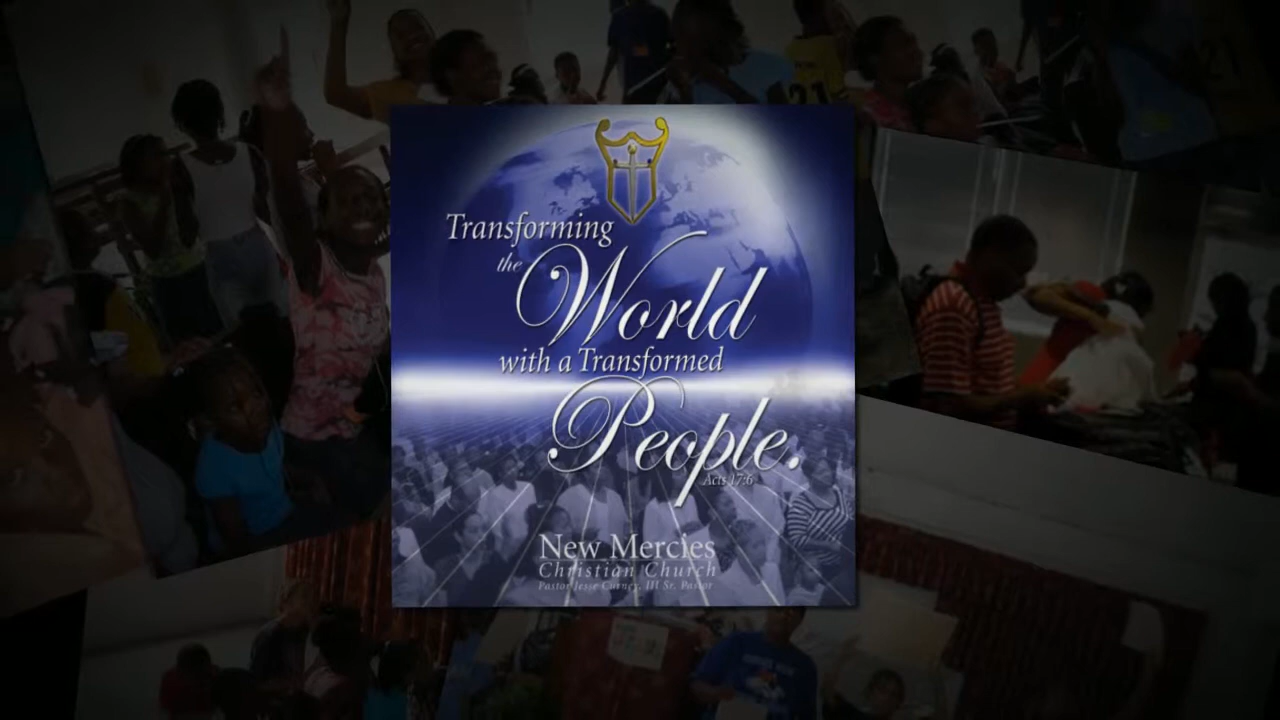 Transforming
the World
with a Transformed
People.
Acts 17:6
New Mercies
Christian Church
Pastor Jesse Curney, III Sr. Pastor
21